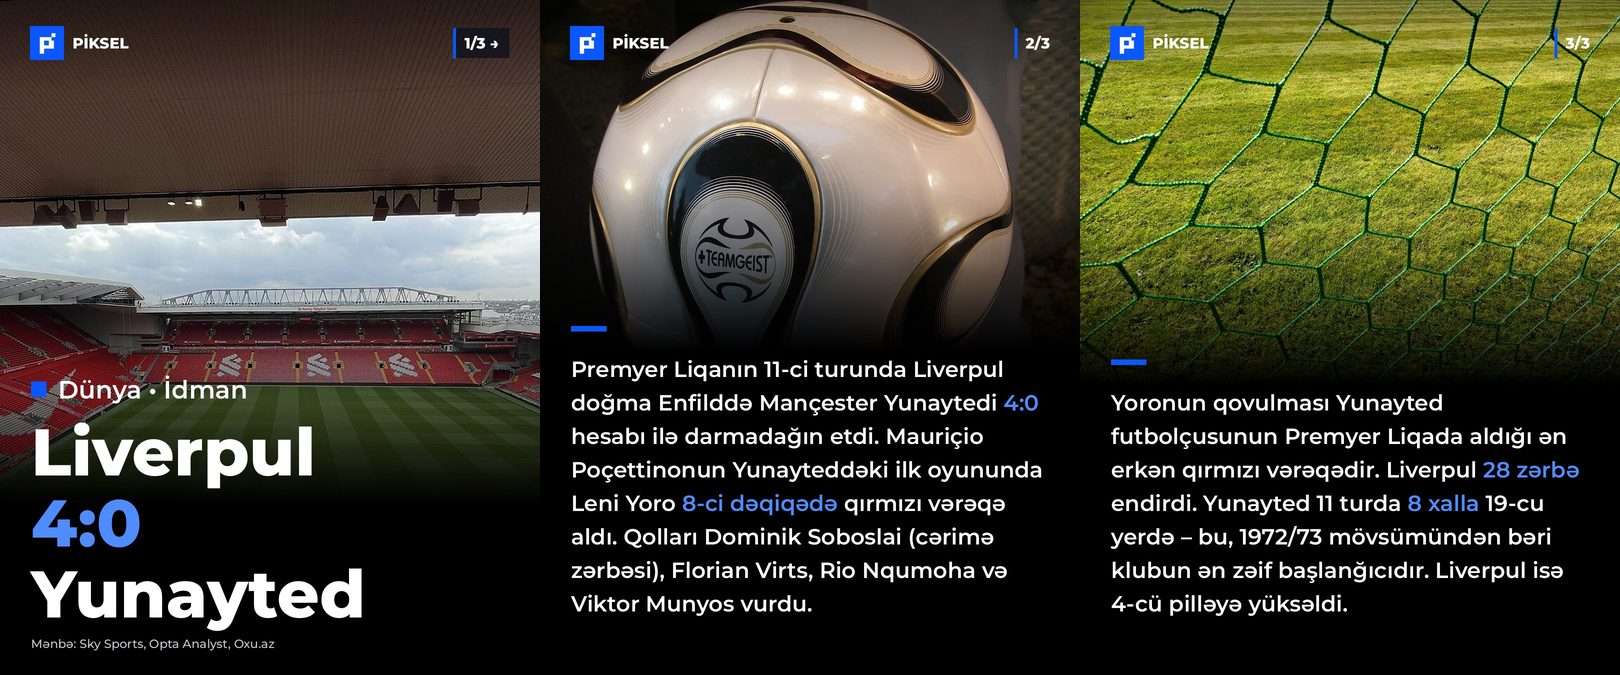 PİKSEL
1/3 →
Dünya • İdman
Liverpul
4:0
Yunayted
Mənbə: Sky Sports, Opta Analyst, Oxu.az
PİKSEL
2/3
+TEAMGEIST
Premyer Liqanın 11-ci turunda Liverpul
doğma Enfilddə Mançester Yunaytedi 4:0
hesabı ilə darmadağın etdi. Mauriçio
Poçettinonun Yunayteddəki ilk oyununda
Leni Yoro 8-ci dəqiqədə qırmızı vərəqə
aldı. Qolları Dominik Soboslai (cərimə
zərbəsi), Florian Virts, Rio Nqumoha və
Viktor Munyos vurdu.
PİKSEL
3/3
Yoronun qovulması Yunayted
futbolçusunun Premyer Liqada aldığı ən
erkən qırmızı vərəqədir. Liverpul 28 zərbə
endirdi. Yunayted 11 turda 8 xalla 19-cu
yerdə – bu, 1972/73 mövsümündən bəri
klubun ən zəif başlanğıcıdır. Liverpul isə
4-cü pilləyə yüksəldi.